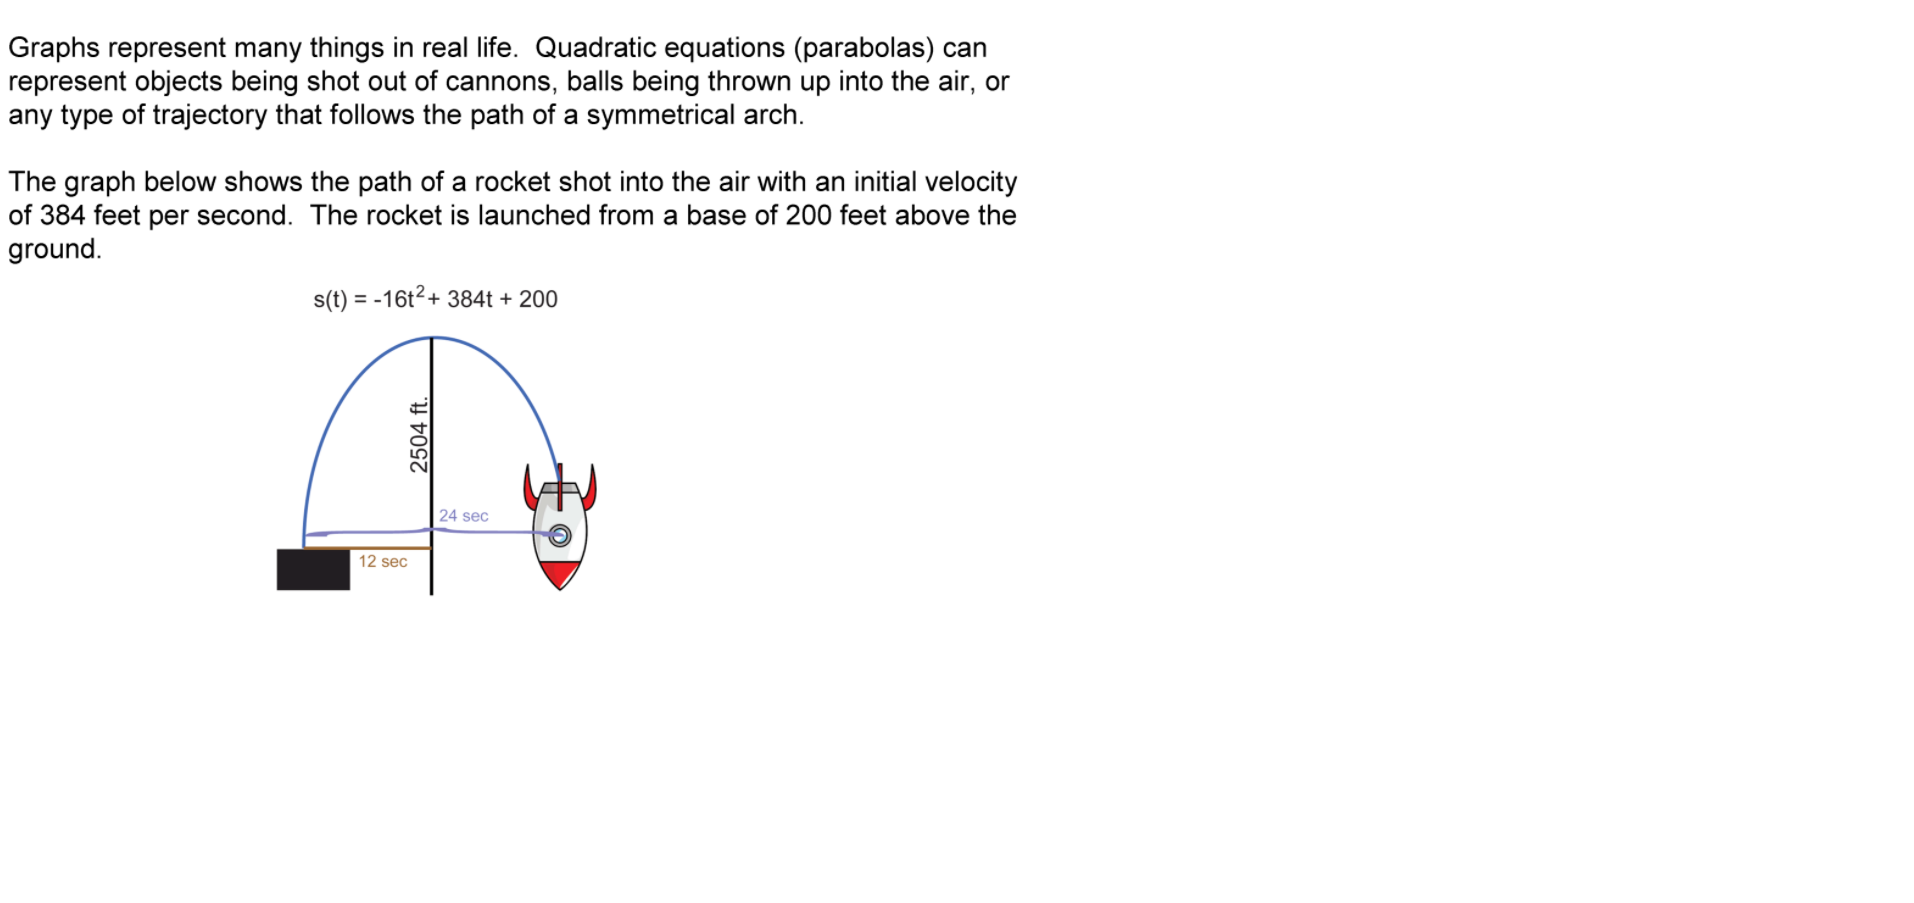 Graphs represent many things in real life.  Quadratic equations (parabolas) can
represent objects being shot out of cannons, balls being thrown up into the air, or
any type of trajectory that follows the path of a symmetrical arch.
The graph below shows the path of a rocket shot into the air with an initial velocity
of 384 feet per second.  The rocket is launched from a base of 200 feet above the
ground.
s(t) = -16t²+ 384t + 200
2504 ft.
24 sec
12 sec